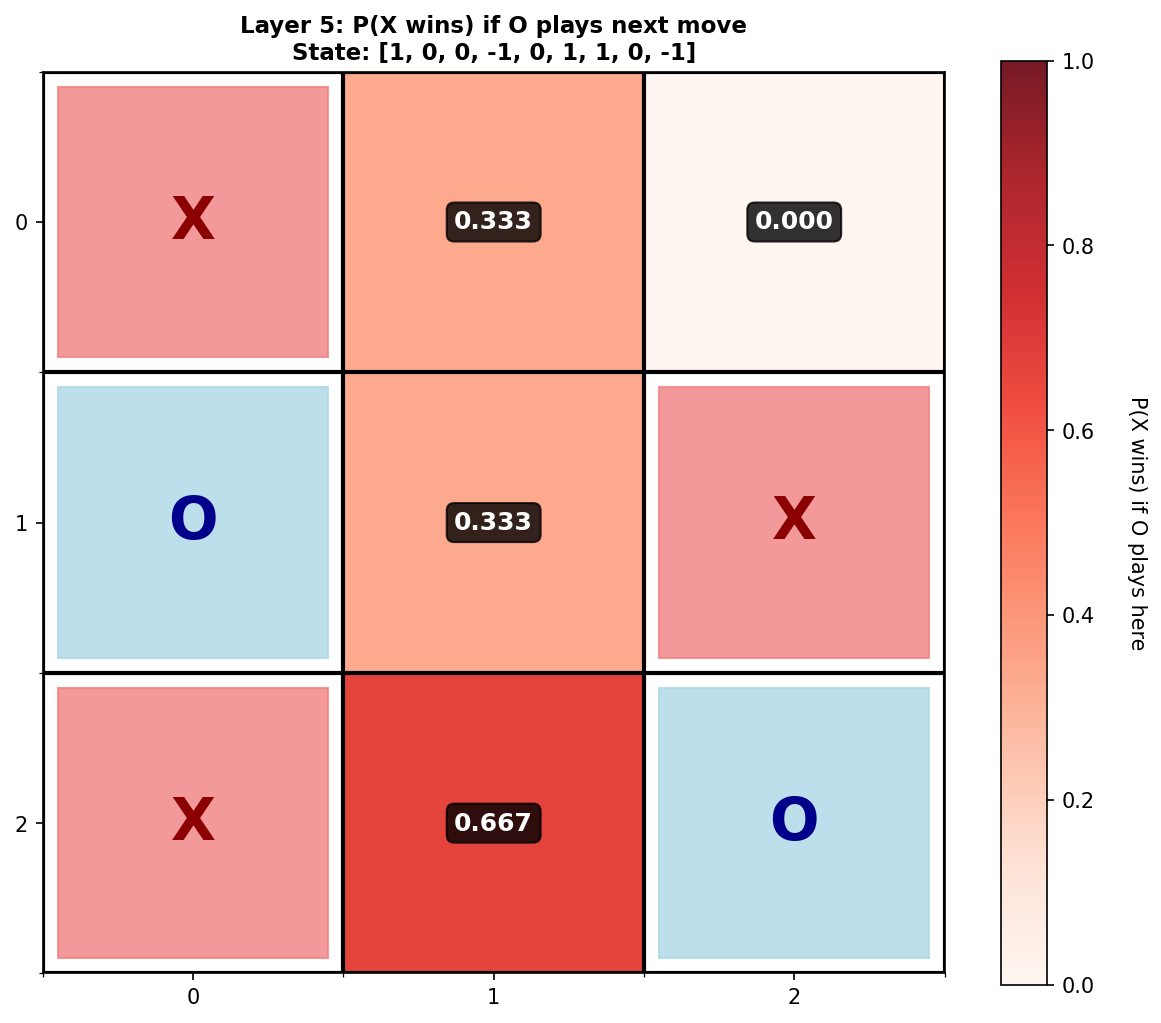 Layer 5: P(X wins) if O plays next move
State: [1, 0, 0, -1, 0, 1, 1, 0, -1]
0
X
0.333
0.000
1
O
0.333
X
2
X
0.667
O
0
1
2
1.0
0.8
0.6
0.4
0.2
0.0
P(X wins) if O plays here